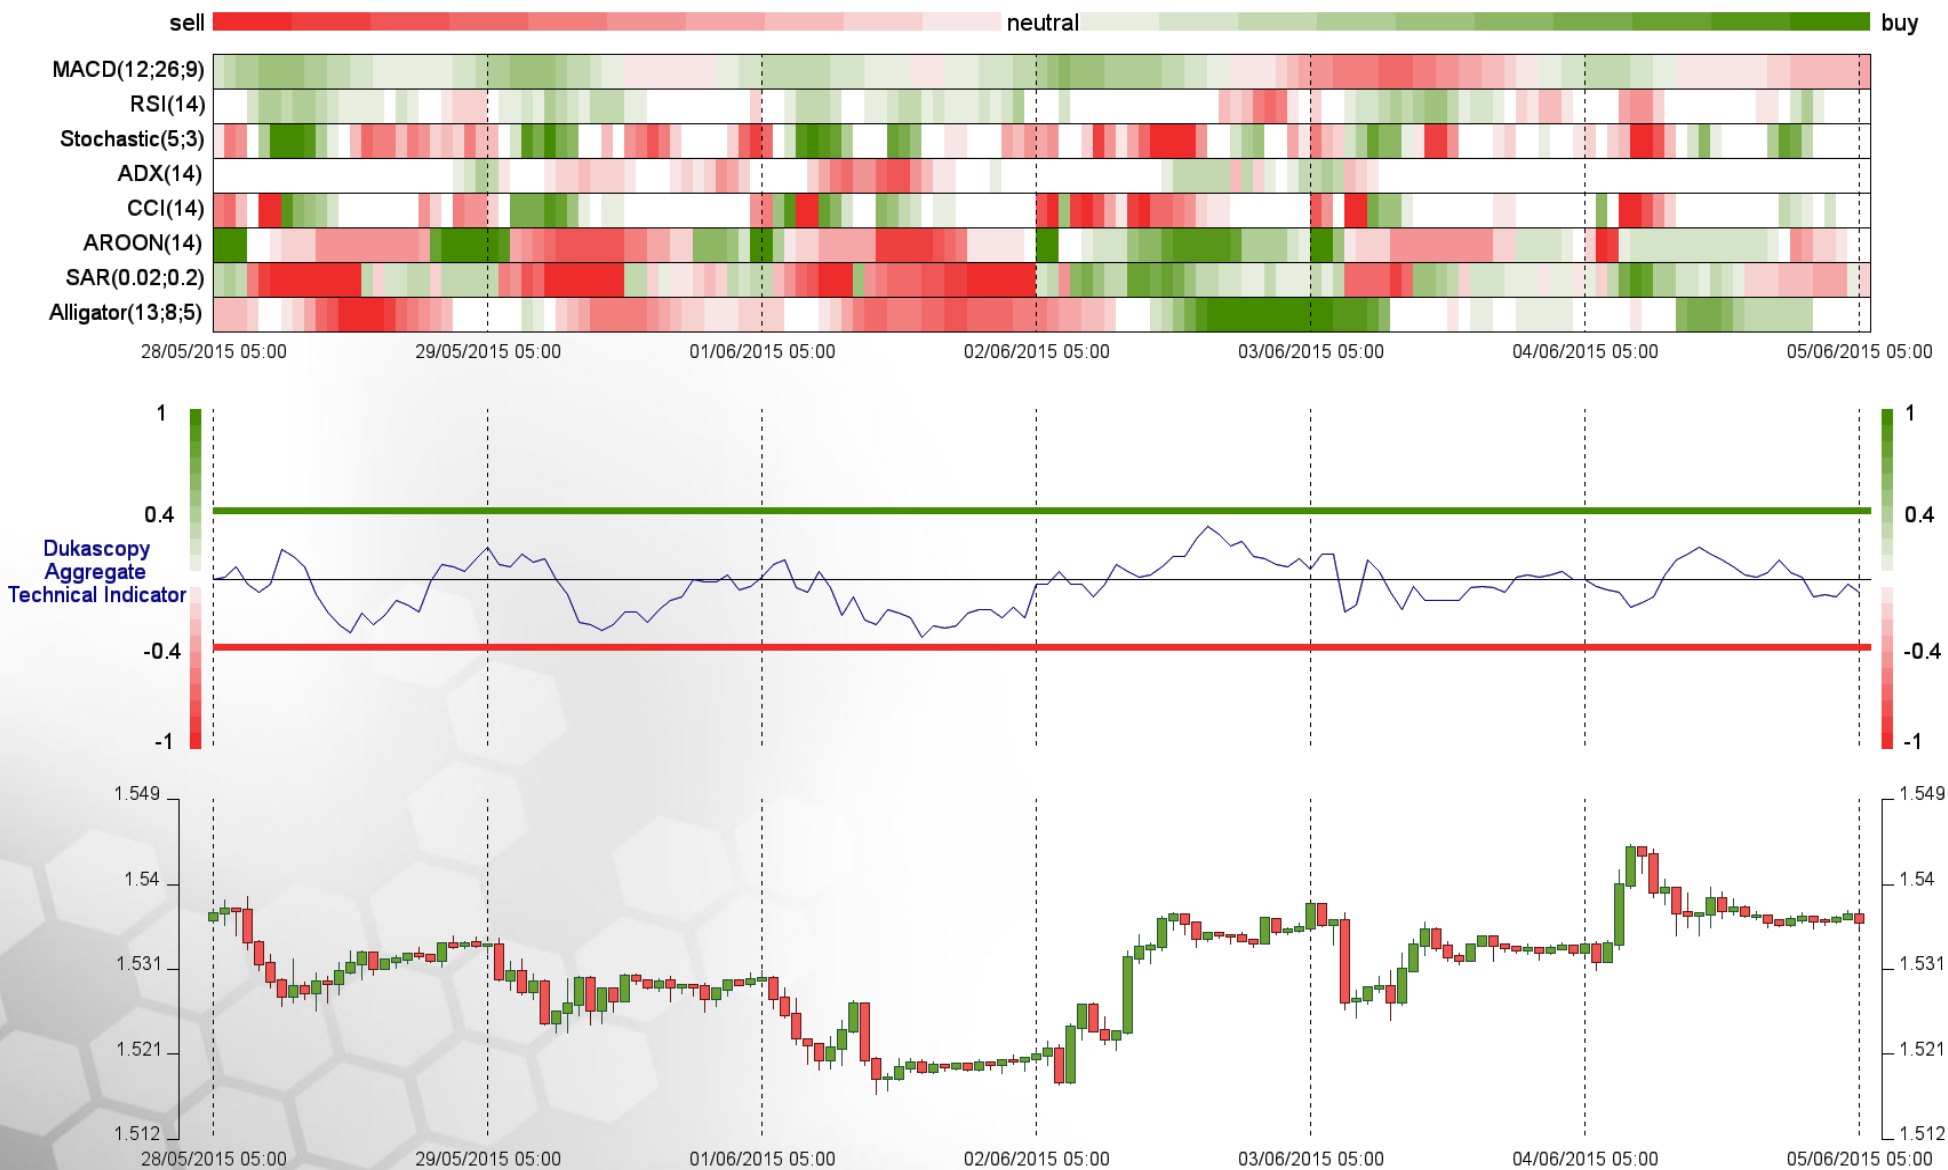 sell neutral buy
MACD(12;26;9)
RSI(14)
Stochastic(5;3)
ADX(14)
CCI(14)
AROON(14)
SAR(0.02;0.2)
Alligator(13;8;5)
28/05/2015 05:00 29/05/2015 05:00 01/06/2015 05:00 02/06/2015 05:00 03/06/2015 05:00 04/06/2015 05:00 05/06/2015 05:00
1 1
0.4 0.4
Dukascopy
Aggregate
Technical Indicator
-0.4 -0.4
-1 -1
1.549 1.549
1.54 1.54
1.531 1.531
1.521 1.521
1.512 1.512
28/05/2015 05:00 29/05/2015 05:00 01/06/2015 05:00 02/06/2015 05:00 03/06/2015 05:00 04/06/2015 05:00 05/06/2015 05:00